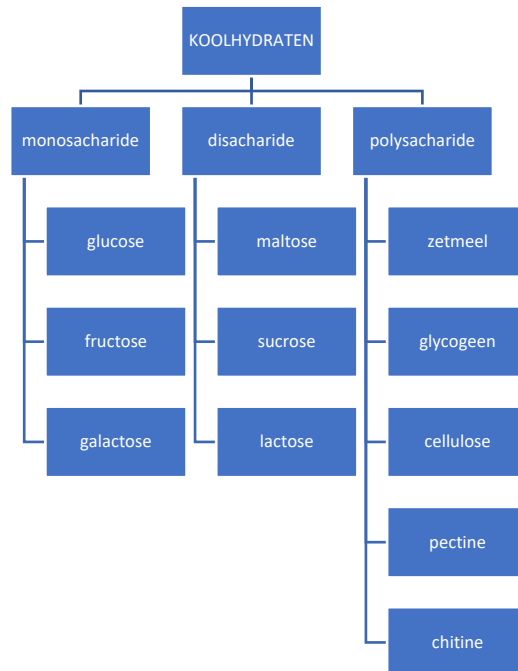 KOOLHYDRATEN
monosacharide
disacharide
polysacharide
glucose
maltose
zetmeel
fructose
sucrose
glycogeen
galactose
lactose
cellulose
pectine
chitine